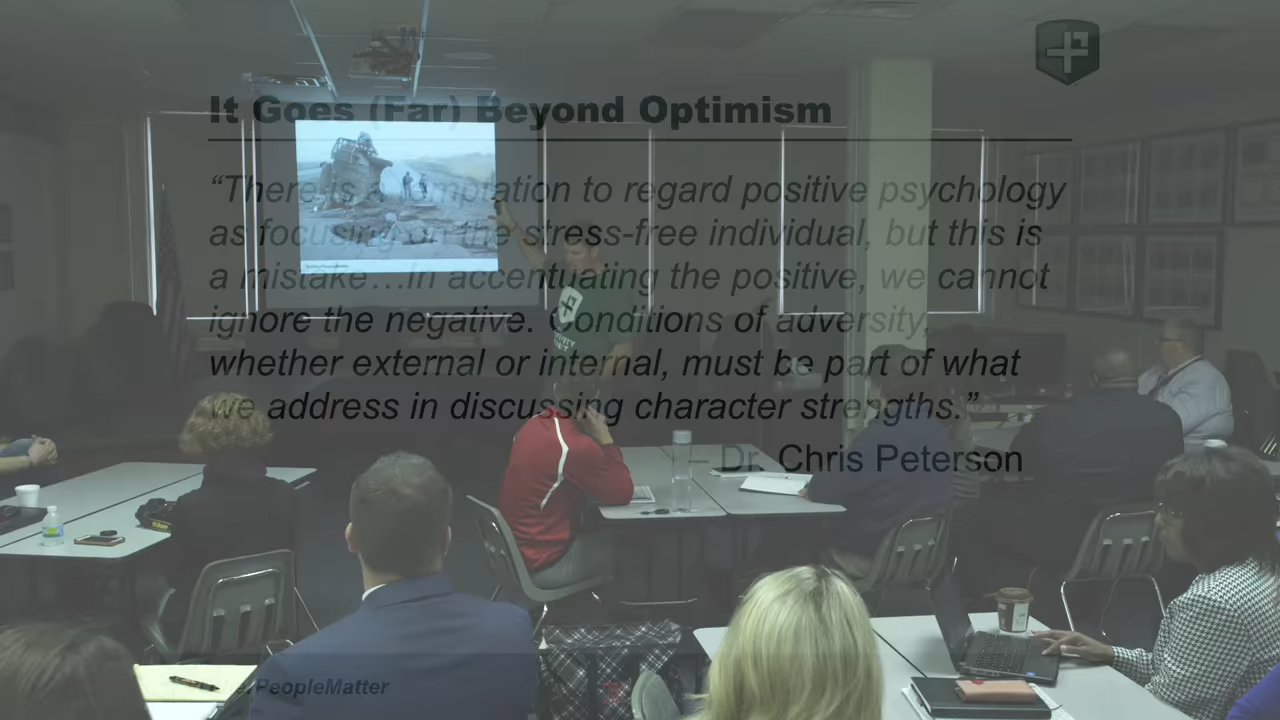 It Goes (Far) Beyond Optimism
“There is a temptation to regard positive psychology
as focusing on the stress-free individual, but this is
a mistake…In accentuating the positive, we cannot
ignore the negative. Conditions of adversity,
whether external or internal, must be part of what
we address in discussing character strengths.”
– Dr. Chris Peterson
PeopleMatter
Nikon